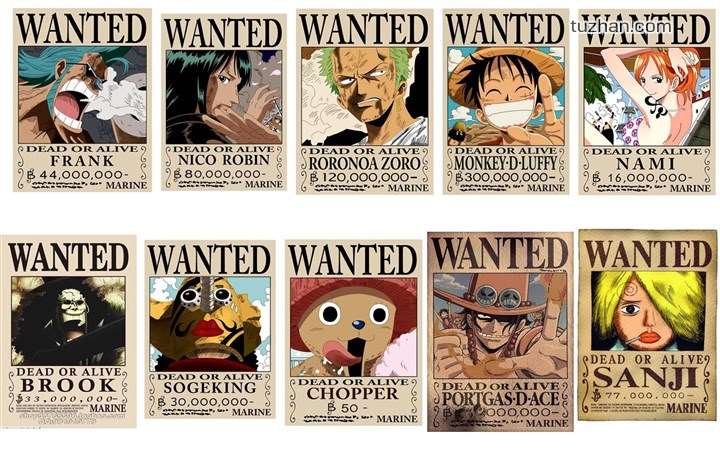 tuzhan.com
WANTED
DEAD OR ALIVE
FRANK
฿ 44,000,000-
MARINE
WANTED
DEAD OR ALIVE
NICO ROBIN
฿ 80,000,000-
MARINE
WANTED
DEAD OR ALIVE
RORONOA ZORO
฿ 120,000,000-
MARINE
WANTED
DEAD OR ALIVE
MONKEY·D·LUFFY
฿ 300,000,000-
MARINE
WANTED
DEAD OR ALIVE
NAMI
฿ 16,000,000-
MARINE
WANTED
DEAD OR ALIVE
BROOK
฿33,000,000-
MARINE
WANTED
DEAD OR ALIVE
SOGEKING
฿ 30,000,000-
MARINE
WANTED
DEAD OR ALIVE
CHOPPER
฿ 50-
MARINE
WANTED
DEAD OR ALIVE
PORTGAS·D·ACE
MARINE
WANTED
DEAD OR ALIVE
SANJI
฿ 77,000,000-
MARINE